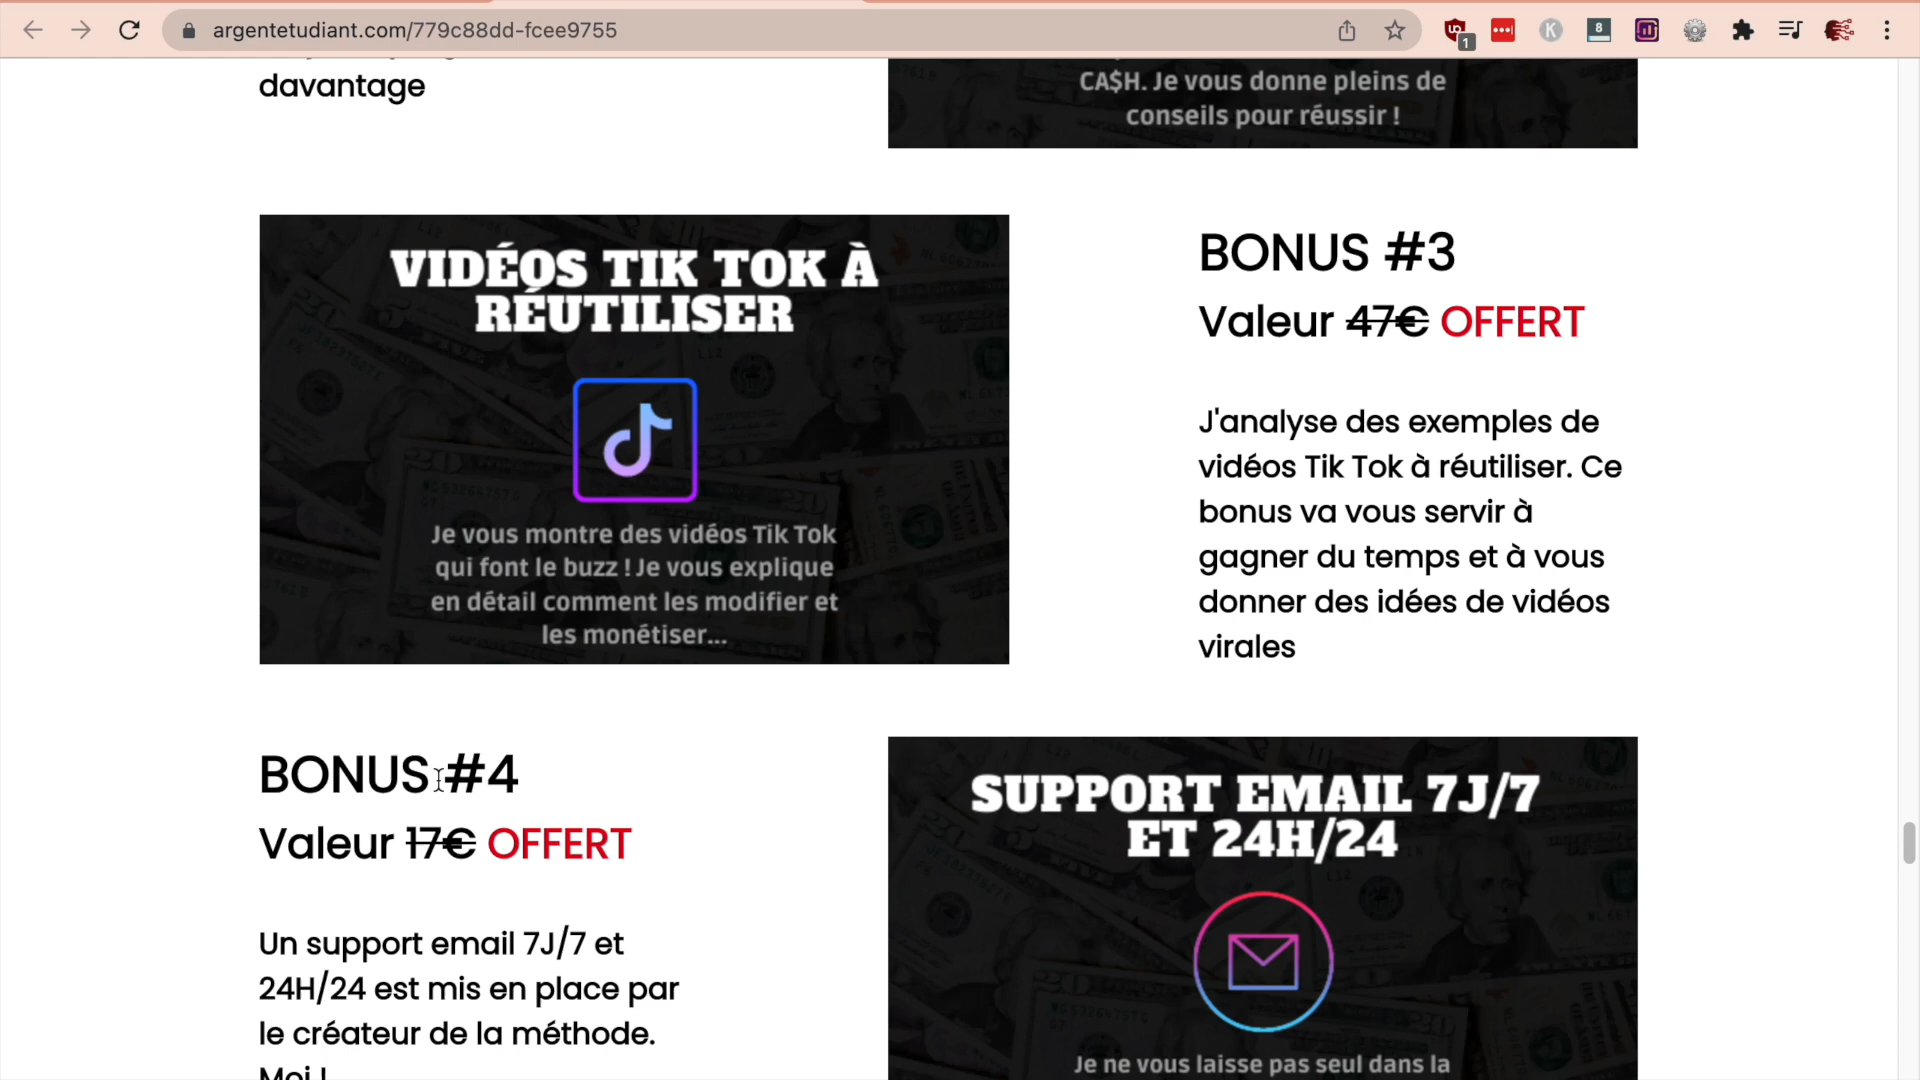 argentetudiant.com/779c88dd-fcee9755
1
8
davantage
CA$H. Je vous donne pleins de
conseils pour réussir !
VIDÉOS TIK TOK À
RÉUTILISER
Je vous montre des vidéos Tik Tok
qui font le buzz ! Je vous explique
en détail comment les modifier et
les monétiser...
BONUS #3
Valeur 47€ OFFERT
J'analyse des exemples de
vidéos Tik Tok à réutiliser. Ce
bonus va vous servir à
gagner du temps et à vous
donner des idées de vidéos
virales
BONUS #4
Valeur 17€ OFFERT
Un support email 7J/7 et
24H/24 est mis en place par
le créateur de la méthode.
Moi !
SUPPORT EMAIL 7J/7
ET 24H/24
Je ne vous laisse pas seul dans la